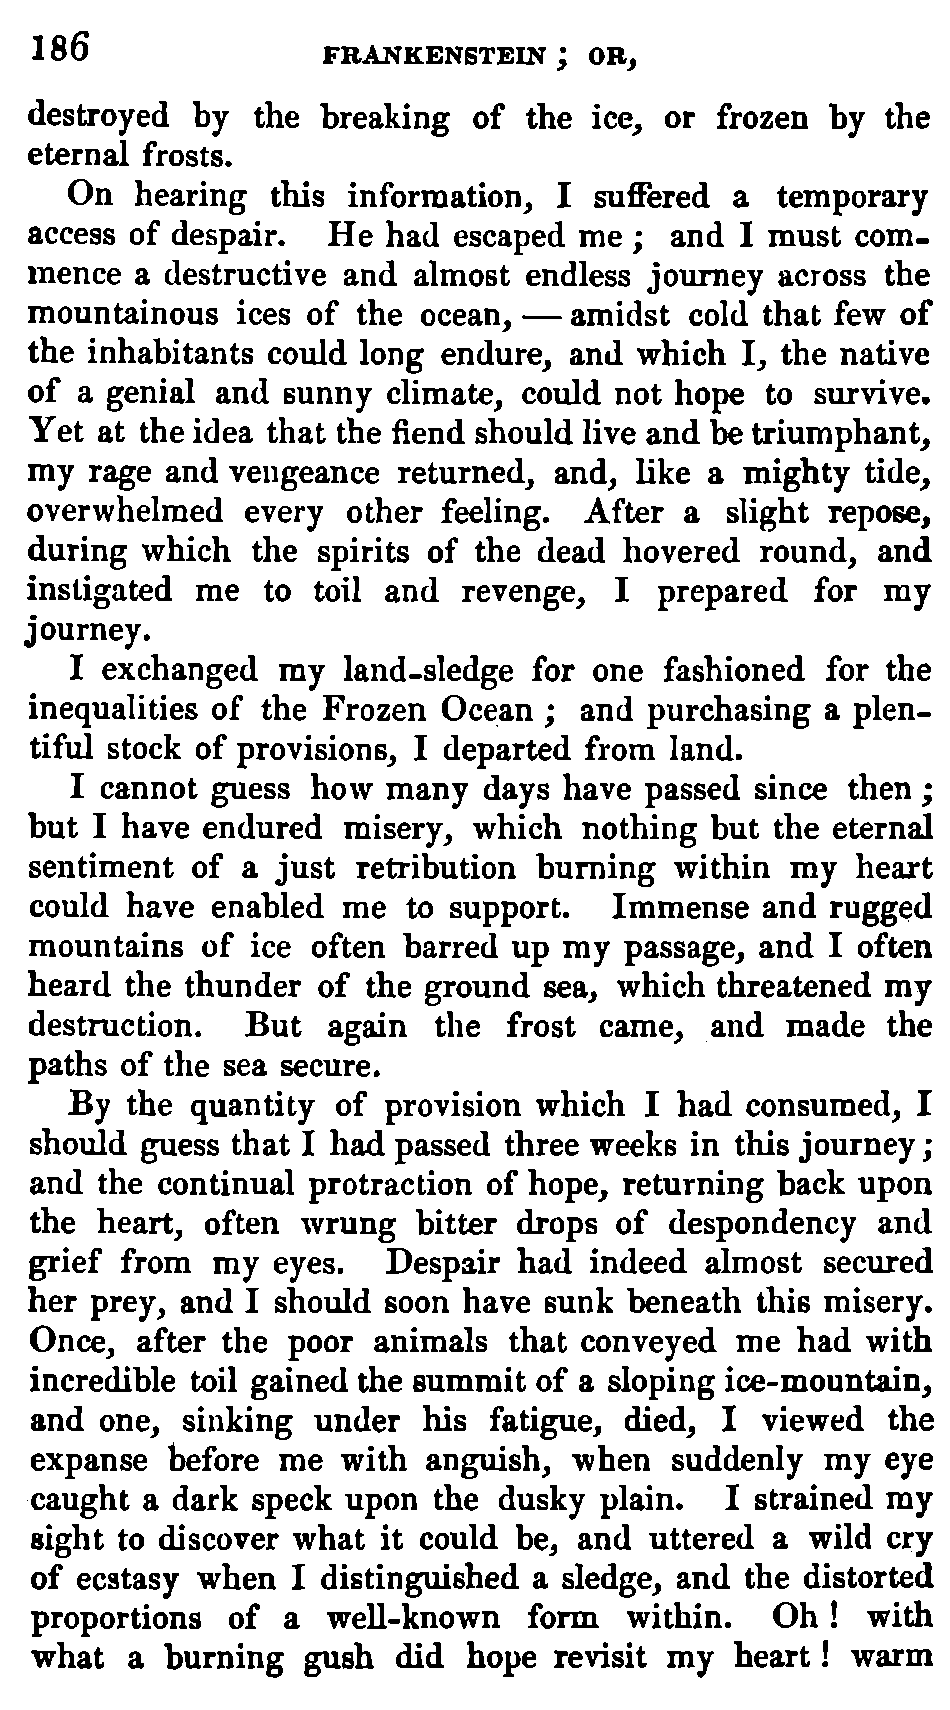 186 FRANKENSTEIN ; OR,
destroyed by the breaking of the ice, or frozen by the
eternal frosts.
On hearing this information, I suffered a temporary
access of despair. He had escaped me ; and I must com-
mence a destructive and almost endless journey across the
mountainous ices of the ocean, — amidst cold that few of
the inhabitants could long endure, and which I, the native
of a genial and sunny climate, could not hope to survive.
Yet at the idea that the fiend should live and be triumphant,
my rage and vengeance returned, and, like a mighty tide,
overwhelmed every other feeling. After a slight repose,
during which the spirits of the dead hovered round, and
instigated me to toil and revenge, I prepared for my
journey.
I exchanged my land-sledge for one fashioned for the
inequalities of the Frozen Ocean ; and purchasing a plen-
tiful stock of provisions, I departed from land.
I cannot guess how many days have passed since then ;
but I have endured misery, which nothing but the eternal
sentiment of a just retribution burning within my heart
could have enabled me to support. Immense and rugged
mountains of ice often barred up my passage, and I often
heard the thunder of the ground sea, which threatened my
destruction. But again the frost came, and made the
paths of the sea secure.
By the quantity of provision which I had consumed, I
should guess that I had passed three weeks in this journey ;
and the continual protraction of hope, returning back upon
the heart, often wrung bitter drops of despondency and
grief from my eyes. Despair had indeed almost secured
her prey, and I should soon have sunk beneath this misery.
Once, after the poor animals that conveyed me had with
incredible toil gained the summit of a sloping ice-mountain,
and one, sinking under his fatigue, died, I viewed the
expanse before me with anguish, when suddenly my eye
caught a dark speck upon the dusky plain. I strained my
sight to discover what it could be, and uttered a wild cry
of ecstasy when I distinguished a sledge, and the distorted
proportions of a well-known form within. Oh ! with
what a burning gush did hope revisit my heart ! warm